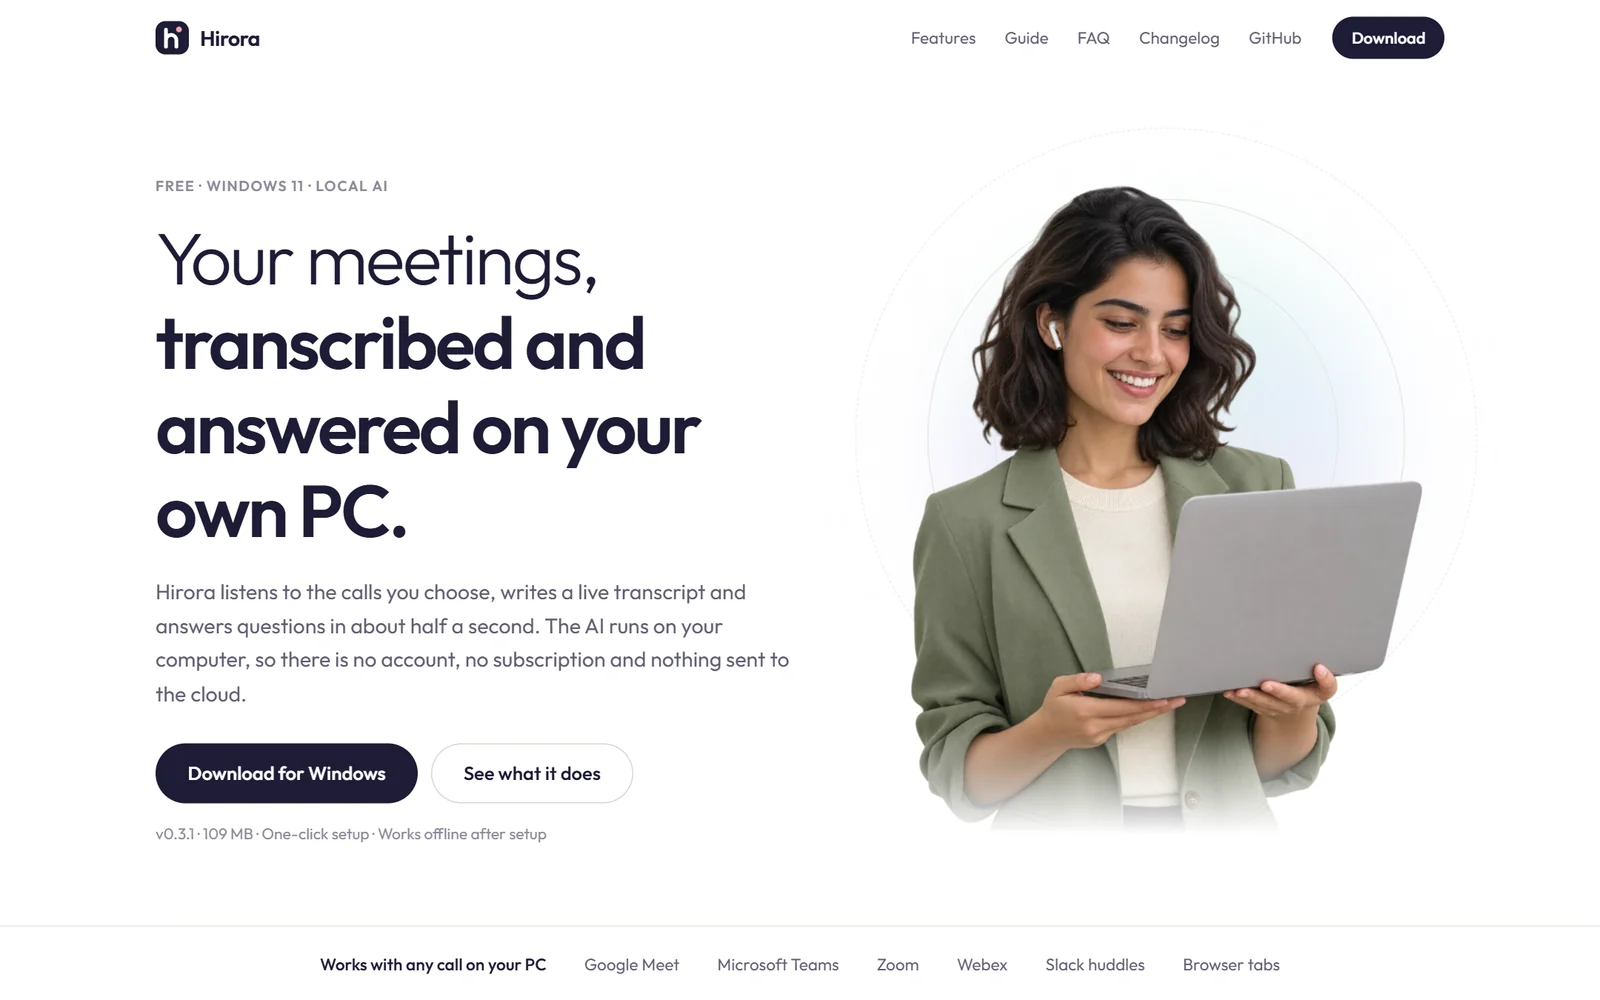 Hirora
Features Guide FAQ Changelog GitHub Download
FREE · WINDOWS 11 · LOCAL AI
Your meetings,
transcribed and
answered on your
own PC.
Hirora listens to the calls you choose, writes a live transcript and
answers questions in about half a second. The AI runs on your
computer, so there is no account, no subscription and nothing sent to
the cloud.
Download for Windows See what it does
v0.3.1 · 109 MB · One-click setup · Works offline after setup
Works with any call on your PC Google Meet Microsoft Teams Zoom Webex Slack huddles Browser tabs